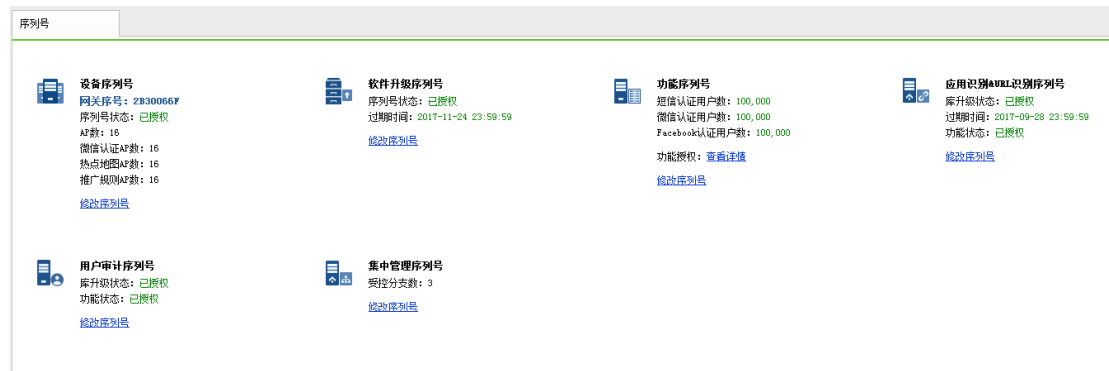 序列号
设备序列号
网关序号：2B30066F
序列号状态：已授权
AP数：16
微信认证AP数：16
热点地图AP数：16
推广规则AP数：16
修改序列号
软件升级序列号
序列号状态：已授权
过期时间：2017-11-24 23:59:59
修改序列号
功能序列号
短信认证用户数：100,000
微信认证用户数：100,000
Facebook认证用户数：100,000
功能授权：查看详情
修改序列号
应用识别&URL识别序列号
库升级状态：已授权
过期时间：2017-09-28 23:59:59
功能状态：已授权
修改序列号
用户审计序列号
库升级状态：已授权
功能状态：已授权
修改序列号
集中管理序列号
受控分支数：3
修改序列号